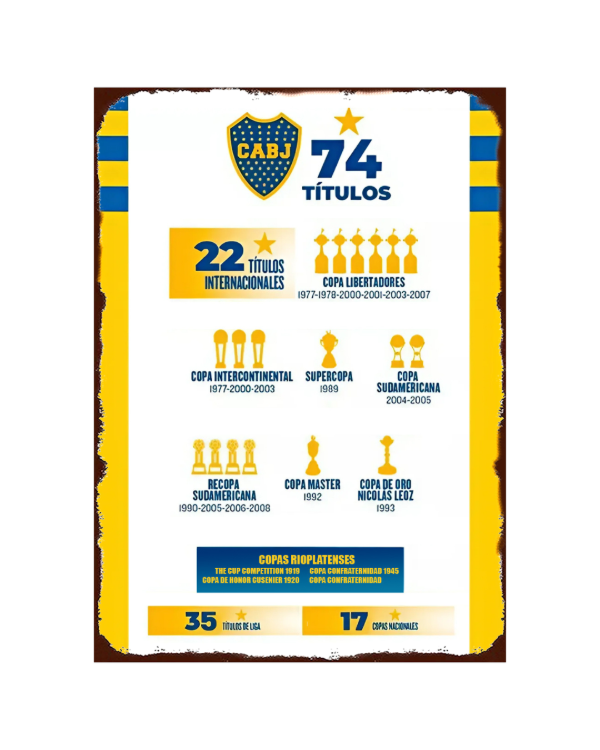 CABJ
74
TÍTULOS
22 TÍTULOS
INTERNACIONALES
COPA LIBERTADORES
1977-1978-2000-2001-2003-2007
COPA INTERCONTINENTAL
1977-2000-2003
SUPERCOPA
1989
COPA
SUDAMERICANA
2004-2005
RECOPA
SUDAMERICANA
1990-2005-2006-2008
COPA MASTER
1992
COPA DE ORO
NICOLÁS LEOZ
1993
COPAS RIOPLATENSES
THE CUP COMPETITION 1919 COPA CONFRATERNIDAD 1945
COPA DE HONOR CUSENIER 1920 COPA CONFRATERNIDAD
35 TÍTULOS DE LIGA
17 COPAS NACIONALES